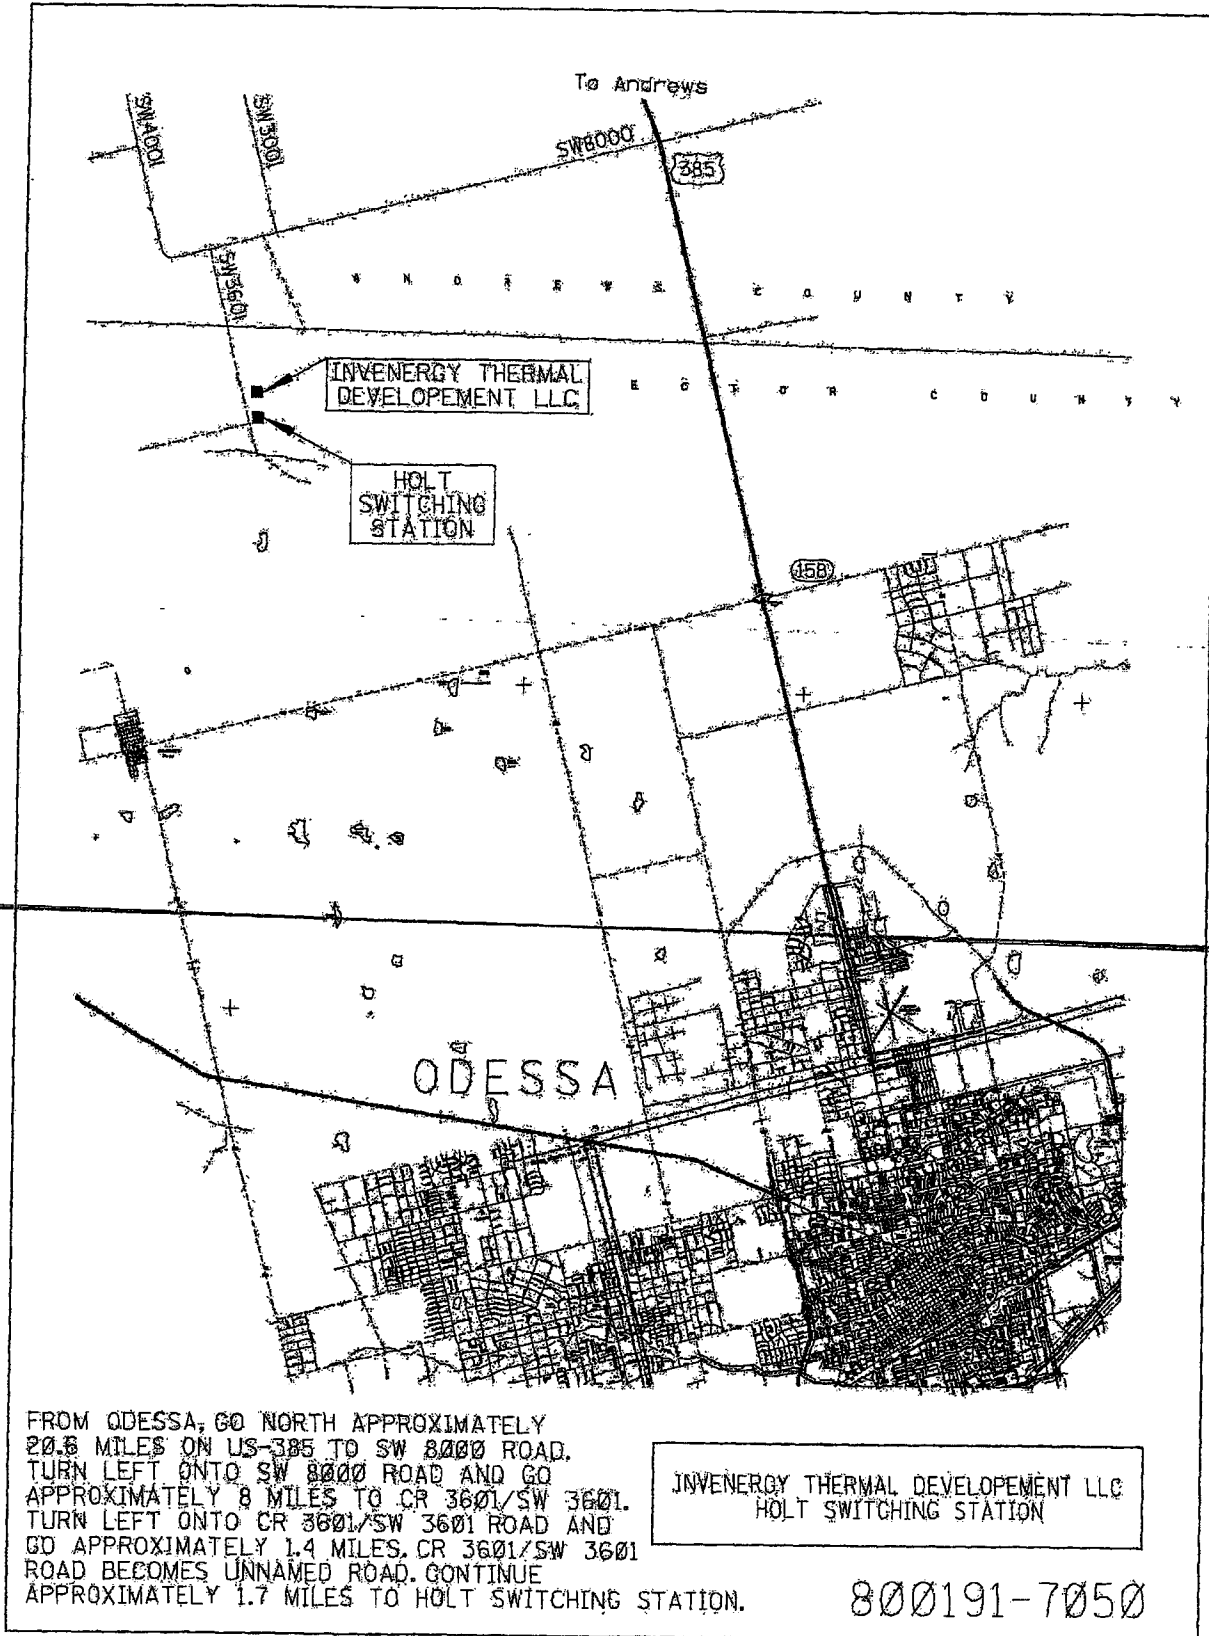 To Andrews
SW4001
SW3001
SW8000
385
SW3601
ANDREWS COUNTY
INVENERGY THERMAL
DEVELOPEMENT LLC
ECTOR COUNTY
HOLT
SWITCHING
STATION
158
ODESSA
FROM ODESSA, GO NORTH APPROXIMATELY
20.6 MILES ON US-385 TO SW 8000 ROAD.
TURN LEFT ONTO SW 8000 ROAD AND GO
APPROXIMATELY 8 MILES TO CR 3601/SW 3601.
TURN LEFT ONTO CR 3601/SW 3601 ROAD AND
GO APPROXIMATELY 1.4 MILES. CR 3601/SW 3601
ROAD BECOMES UNNAMED ROAD. CONTINUE
APPROXIMATELY 1.7 MILES TO HOLT SWITCHING STATION.
INVENERGY THERMAL DEVELOPEMENT LLC
HOLT SWITCHING STATION
800191-7050